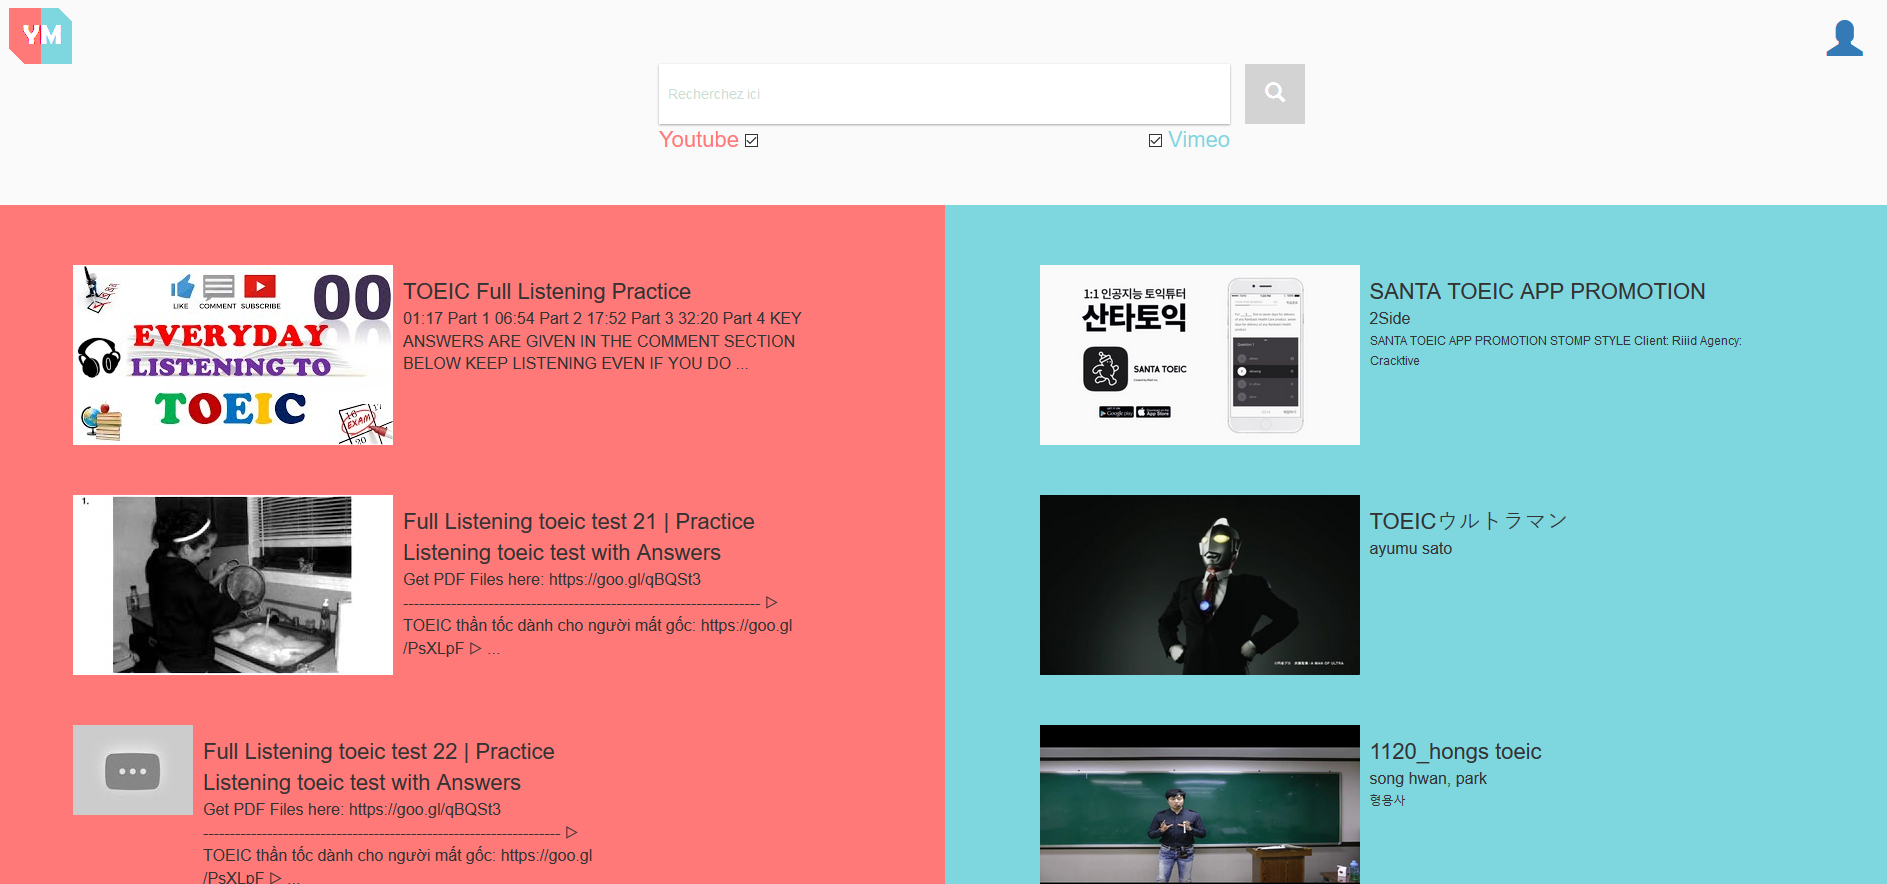 YM
Recherchez ici
Youtube
Vimeo
LIKE COMMENT SUBSCRIBE
00
EVERYDAY
LISTENING TO
TOEIC
EXAM
17
20
TOEIC Full Listening Practice
01:17 Part 1 06:54 Part 2 17:52 Part 3 32:20 Part 4 KEY
ANSWERS ARE GIVEN IN THE COMMENT SECTION
BELOW KEEP LISTENING EVEN IF YOU DO ...
1.
Full Listening toeic test 21 | Practice
Listening toeic test with Answers
Get PDF Files here: https://goo.gl/qBQSt3
------------------------------------------------------------------- ▷
TOEIC thần tốc dành cho người mất gốc: https://goo.gl
/PsXLpF ▷ ...
Full Listening toeic test 22 | Practice
Listening toeic test with Answers
Get PDF Files here: https://goo.gl/qBQSt3
------------------------------------------------------------------- ▷
TOEIC thần tốc dành cho người mất gốc: https://goo.gl
/PsXLpF ▷ ...
1:1 인공지능 토익튜터
산타토익
SANTA TOEIC
Google play
App Store
Question 1
SANTA TOEIC APP PROMOTION
2Side
SANTA TOEIC APP PROMOTION STOMP STYLE Client: Riiid Agency:
Cracktive
TOEICウルトラマン
ayumu sato
1120_hongs toeic
song hwan, park
형용사